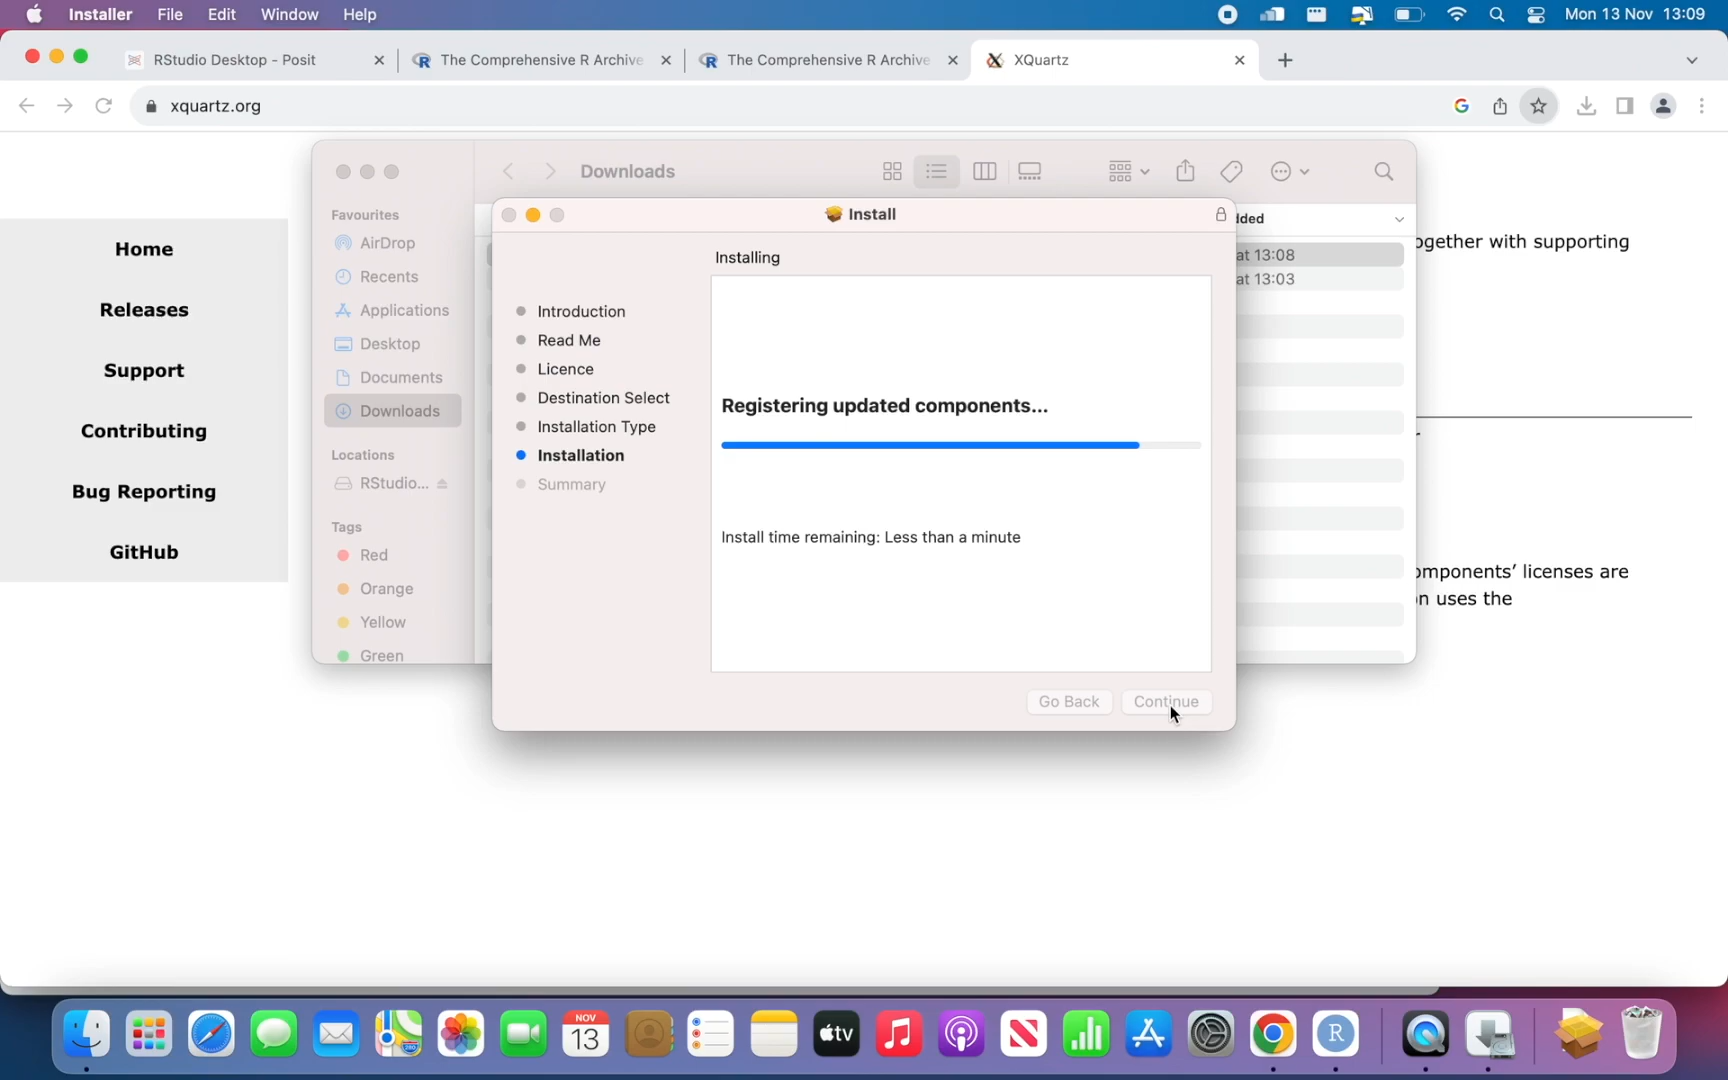 Installer File Edit Window Help Mon 13 Nov 13:09
RStudio Desktop - Posit The Comprehensive R Archive The Comprehensive R Archive XQuartz
xquartz.org
Downloads
Favourites
AirDrop
Recents
Applications
Desktop
Documents
Downloads
Locations
RStudio...
Tags
Red
Orange
Yellow
Green
Home
Releases
Support
Contributing
Bug Reporting
GitHub
Install
Installing
Introduction
Read Me
Licence
Destination Select
Installation Type
Installation
Summary
Registering updated components...
Install time remaining: Less than a minute
Go Back Continue
at 13:08
at 13:03
with supporting
licenses are
uses the
NOV
13
tv
280
R